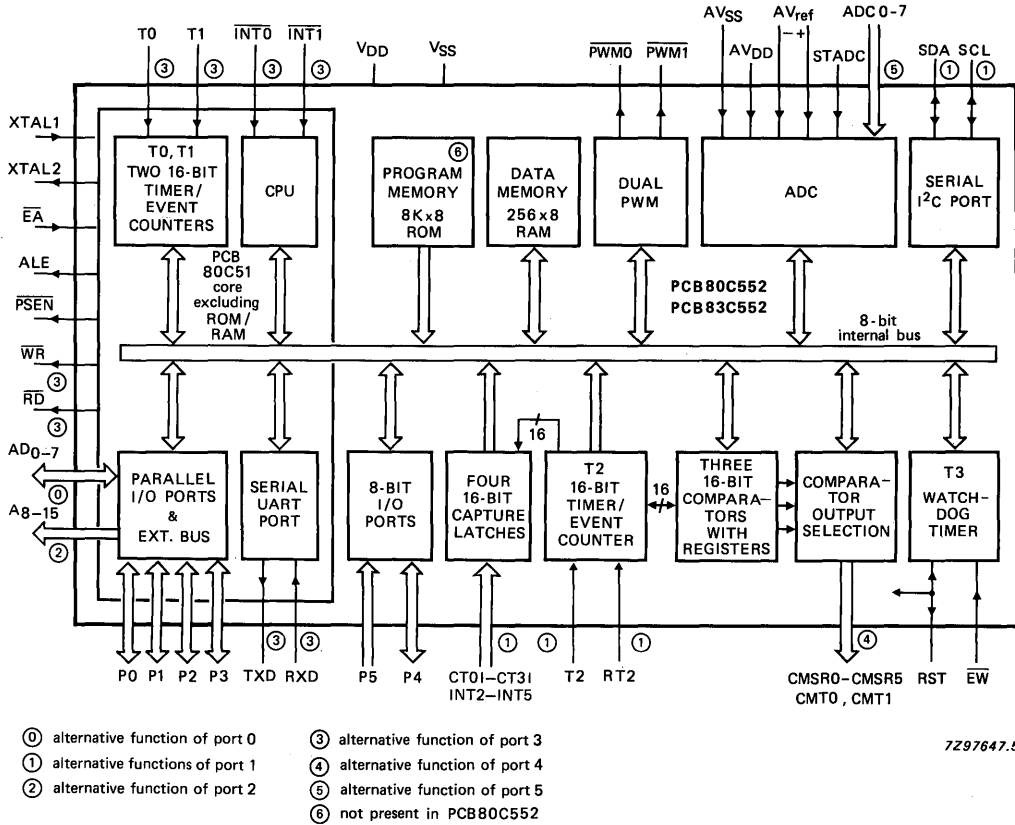 T0 T1 INT0 INT1
③ ③ ③ ③
VDD VSS
PWM0 PWM1
AVSS AVref ADC0-7
– +
AVDD STADC
⑤
SDA SCL
① ①
XTAL1
XTAL2
EA
ALE
PSEN
WR
③
RD
③
AD0-7
⓪
A8-15
②
T0, T1
TWO 16-BIT
TIMER/
EVENT
COUNTERS
CPU
⑥
PROGRAM
MEMORY
8K x 8
ROM
DATA
MEMORY
256 x 8
RAM
DUAL
PWM
ADC
SERIAL
I²C PORT
PCB
80C51
core
excluding
ROM/
RAM
PCB80C552
PCB83C552
8-bit
internal bus
PARALLEL
I/O PORTS
&
EXT. BUS
SERIAL
UART
PORT
8-BIT
I/O
PORTS
FOUR
16-BIT
CAPTURE
LATCHES
16
T2
16-BIT
TIMER/
EVENT
COUNTER
16
THREE
16-BIT
COMPARA-
TORS
WITH
REGISTERS
COMPARA-
TOR
OUTPUT
SELECTION
T3
WATCH-
DOG
TIMER
③ ③ ① ① ① ④
P0 P1 P2 P3 TXD RXD P5 P4 CT0I–CT3I T2 RT2 CMSR0–CMSR5 RST EW
INT2–INT5 CMT0, CMT1
⓪ alternative function of port 0
① alternative functions of port 1
② alternative function of port 2
③ alternative function of port 3
④ alternative function of port 4
⑤ alternative function of port 5
⑥ not present in PCB80C552
7Z97647.5